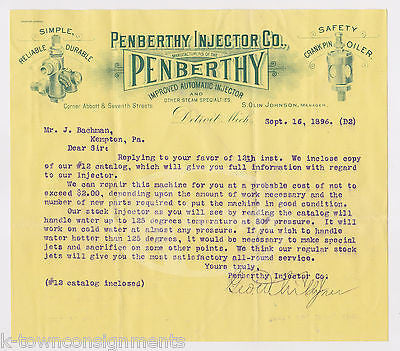 SIMPLE,
RELIABLE, DURABLE
PENBERTHY INJECTOR CO.,
MANUFACTURERS OF THE
PENBERTHY
IMPROVED AUTOMATIC INJECTOR
AND
OTHER STEAM SPECIALTIES.
SAFETY
CRANK PIN OILER
Corner Abbott & Seventh Streets
S. OLIN JOHNSON, MANAGER.
Detroit, Mich. Sept. 16, 1896. (D2)
Mr. J. Bachman,
Kempton, Pa.
Dear Sir:
Replying to your favor of 12th inst. We inclose copy
of our #12 catalog, which will give you full information with regard
to our Injector.
We can repair this machine for you at a probable cost of not to
exceed $2.00, depending upon the amount of work necessary and the
number of new parts required to put the machine in good condition.
Our stock Injector as you will see by reading the catalog will
handle water up to 125 degrees temperature at 80# pressure. It will
work on cold water at almost any pressure. If you wish to handle
water hotter than 125 degrees, it would be necessary to make special
jets and sacrifice on some other points. We think our regular stock
jets will give you the most satisfactory all-round service.
Yours truly,
Penberthy Injector Co.
(#12 catalog inclosed)
k-townconsignments